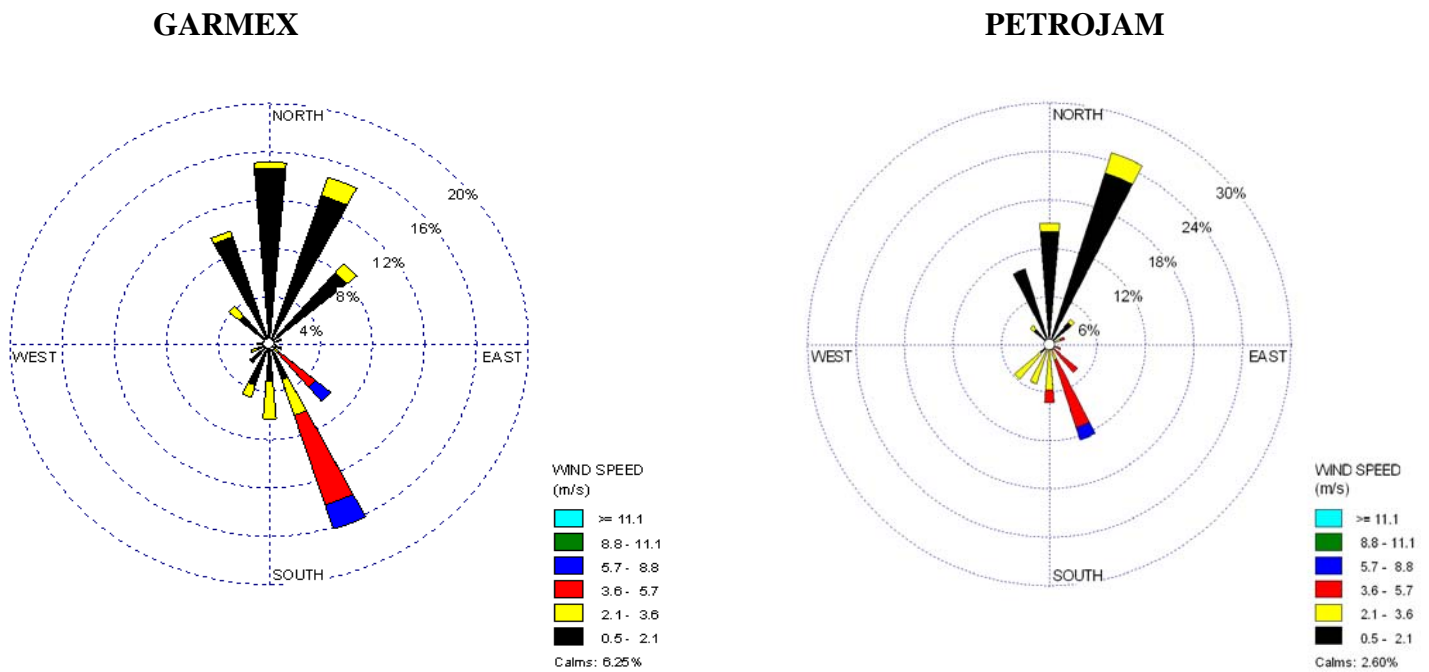 GARMEX
NORTH
20%
16%
12%
8%
4%
WEST
EAST
SOUTH
WIND SPEED
(m/s)
>= 11.1
8.8 - 11.1
5.7 - 8.8
3.6 - 5.7
2.1 - 3.6
0.5 - 2.1
Calms: 6.25%
PETROJAM
NORTH
30%
24%
18%
12%
6%
WEST
EAST
SOUTH
WIND SPEED
(m/s)
>= 11.1
8.8 - 11.1
5.7 - 8.8
3.6 - 5.7
2.1 - 3.6
0.5 - 2.1
Calms: 2.60%